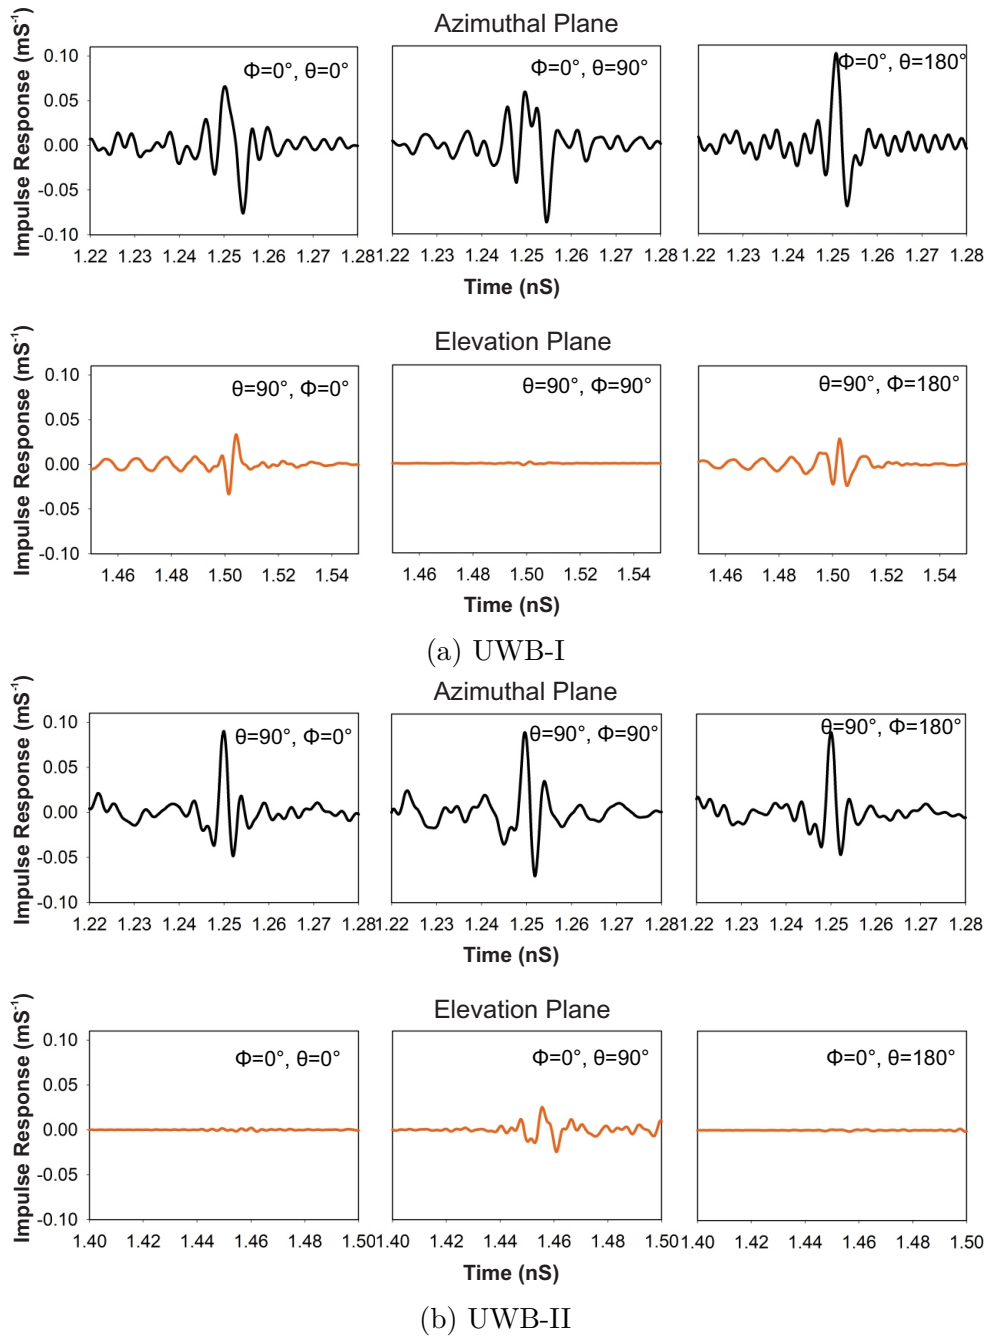 Azimuthal Plane
Impulse Response (mS⁻¹)
0.10
0.05
0.00
-0.05
-0.10
Φ=0°, θ=0°
Φ=0°, θ=90°
Φ=0°, θ=180°
1.22 1.23 1.24 1.25 1.26 1.27 1.28
1.22 1.23 1.24 1.25 1.26 1.27 1.28
1.22 1.23 1.24 1.25 1.26 1.27 1.28
Time (nS)
Elevation Plane
Impulse Response (mS⁻¹)
0.10
0.05
0.00
-0.05
-0.10
θ=90°, Φ=0°
θ=90°, Φ=90°
θ=90°, Φ=180°
1.46 1.48 1.50 1.52 1.54
1.46 1.48 1.50 1.52 1.54
1.46 1.48 1.50 1.52 1.54
Time (nS)
(a) UWB-I
Azimuthal Plane
Impulse Response (mS⁻¹)
0.10
0.05
0.00
-0.05
-0.10
θ=90°, Φ=0°
θ=90°, Φ=90°
θ=90°, Φ=180°
1.22 1.23 1.24 1.25 1.26 1.27 1.28
1.22 1.23 1.24 1.25 1.26 1.27 1.28
1.22 1.23 1.24 1.25 1.26 1.27 1.28
Time (nS)
Elevation Plane
Impulse Response (mS⁻¹)
0.10
0.05
0.00
-0.05
-0.10
Φ=0°, θ=0°
Φ=0°, θ=90°
Φ=0°, θ=180°
1.40 1.42 1.44 1.46 1.48 1.50
1.40 1.42 1.44 1.46 1.48 1.50
1.40 1.42 1.44 1.46 1.48 1.50
Time (nS)
(b) UWB-II